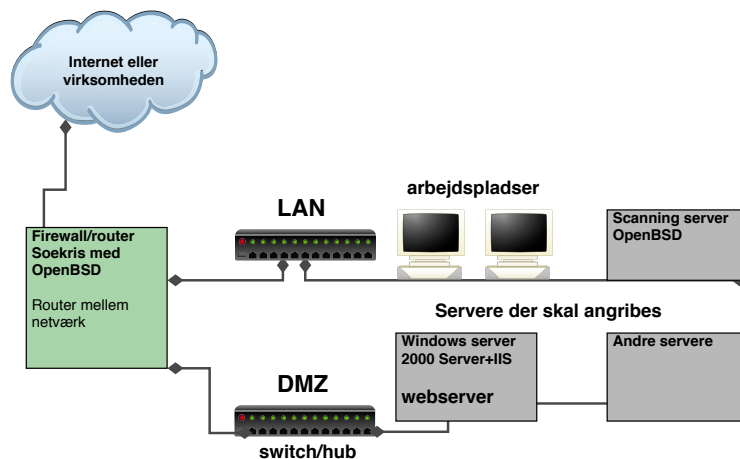 Internet eller
virksomheden
arbejdspladser
LAN
Scanning server
OpenBSD
Firewall/router
Soekris med
OpenBSD
Router mellem
netværk
Servere der skal angribes
Windows server
2000 Server+IIS
webserver
Andre servere
DMZ
switch/hub